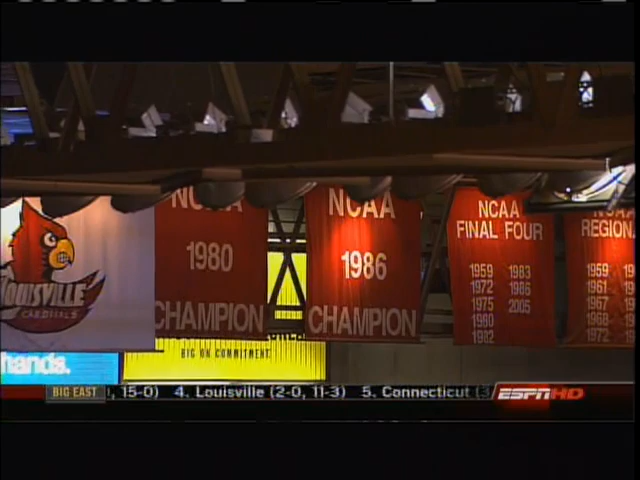 LOUISVILLE
CARDINALS
NCAA
1980
CHAMPION
NCAA
1986
CHAMPION
NCAA
FINAL FOUR
1959 1983
1972 1986
1975 2005
1980
1982
NCAA
REGION
1959
1961
1967
1968
1972
hands.
BIG ON COMMITMENT
BIG EAST , 15-0) 4. Louisville (2-0, 11-3) 5. Connecticut (3 ESPN HD